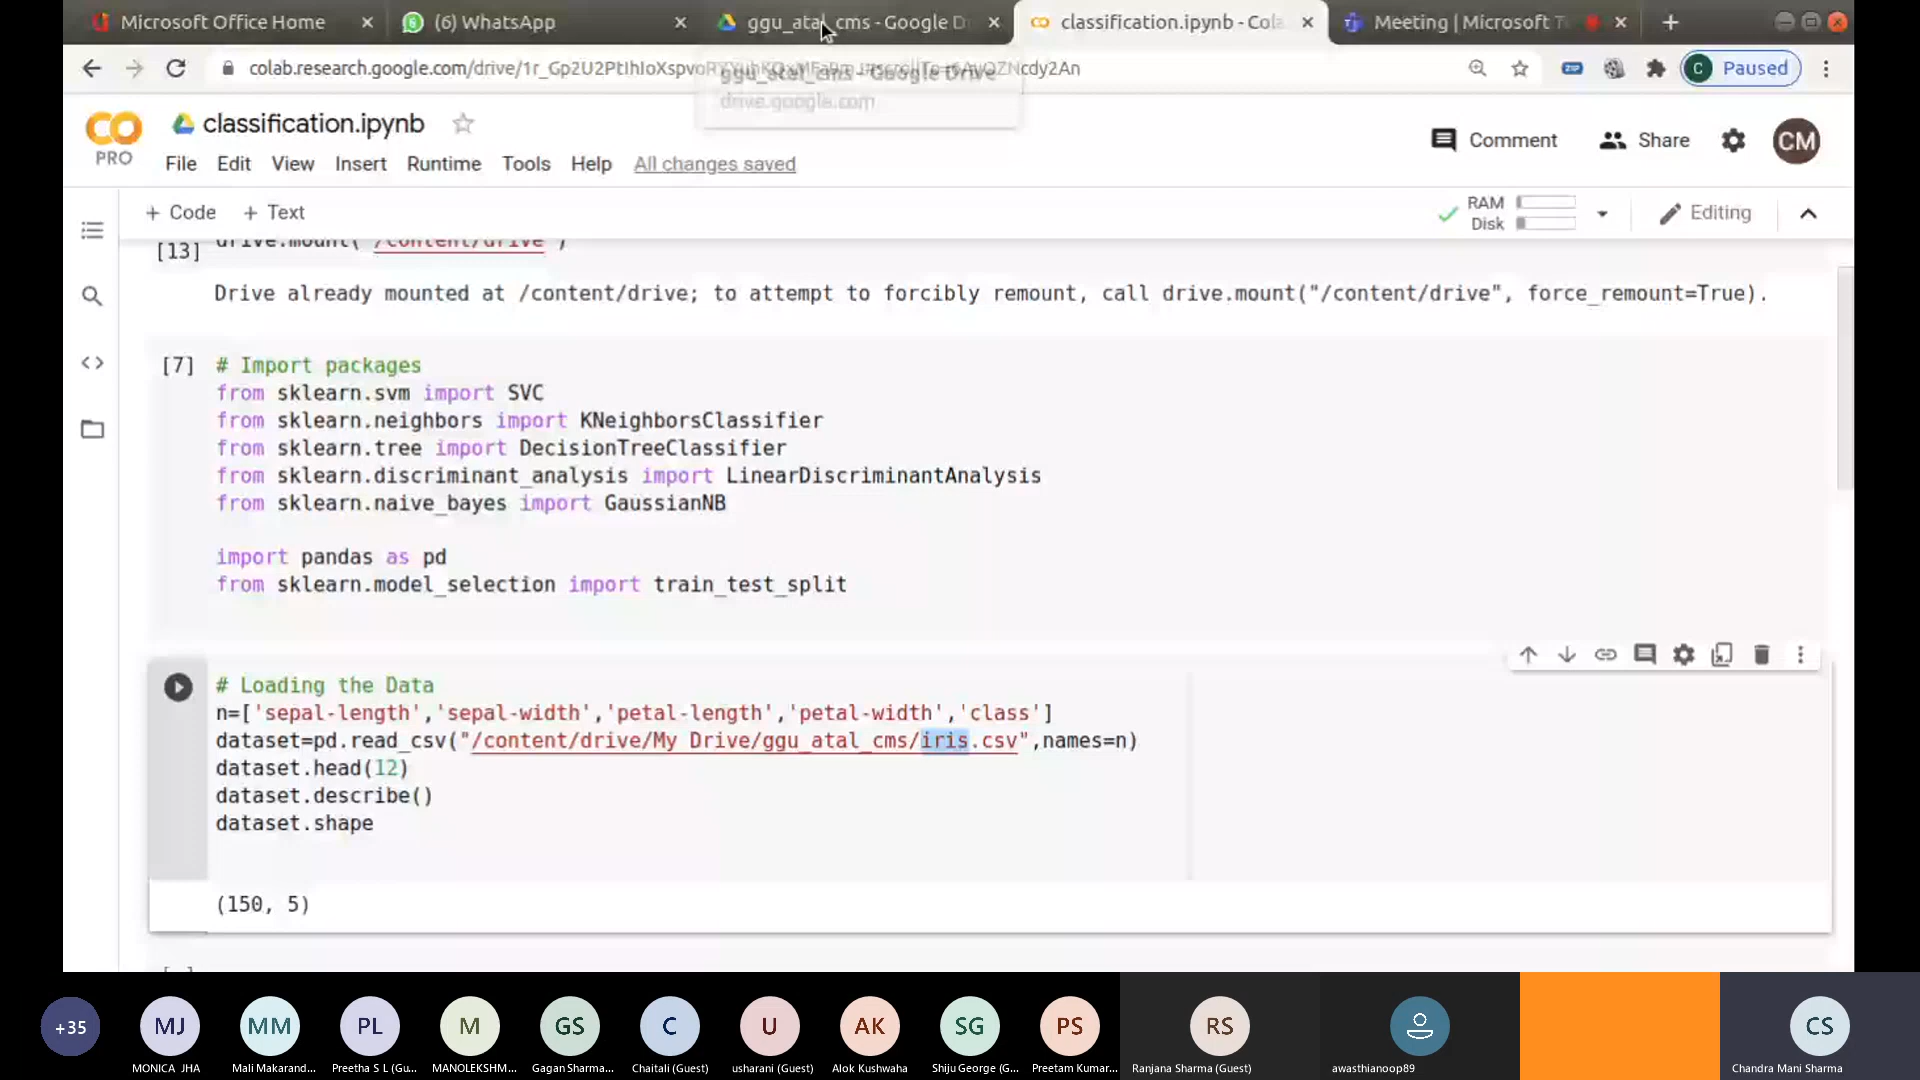 Microsoft Office Home
(6) WhatsApp
ggu_atal_cms - Google D
classification.ipynb - Cola
Meeting | Microsoft T
ggu_atal_cms - Google Drive
drive.google.com
C Paused
CO
PRO
classification.ipynb
Comment
Share
CM
File Edit View Insert Runtime Tools Help All changes saved
+ Code + Text
RAM
Disk
Editing
[13] drive.mount('/content/drive')
Drive already mounted at /content/drive; to attempt to forcibly remount, call drive.mount("/content/drive", force_remount=True).
[7] # Import packages
from sklearn.svm import SVC
from sklearn.neighbors import KNeighborsClassifier
from sklearn.tree import DecisionTreeClassifier
from sklearn.discriminant_analysis import LinearDiscriminantAnalysis
from sklearn.naive_bayes import GaussianNB
import pandas as pd
from sklearn.model_selection import train_test_split
# Loading the Data
n=['sepal-length','sepal-width','petal-length','petal-width','class']
dataset=pd.read_csv("/content/drive/My Drive/ggu_atal_cms/iris.csv",names=n)
dataset.head(12)
dataset.describe()
dataset.shape
(150, 5)
+35 MJ MM PL M GS C U AK SG PS RS CS
MONICA JHA Mali Makarand... Preetha S L (Gu... MANOLEKSHM... Gagan Sharma... Chaitali (Guest) usharani (Guest) Alok Kushwaha Shiju George (G... Preetam Kumar... Ranjana Sharma (Guest) awasthianoop89 Chandra Mani Sharma